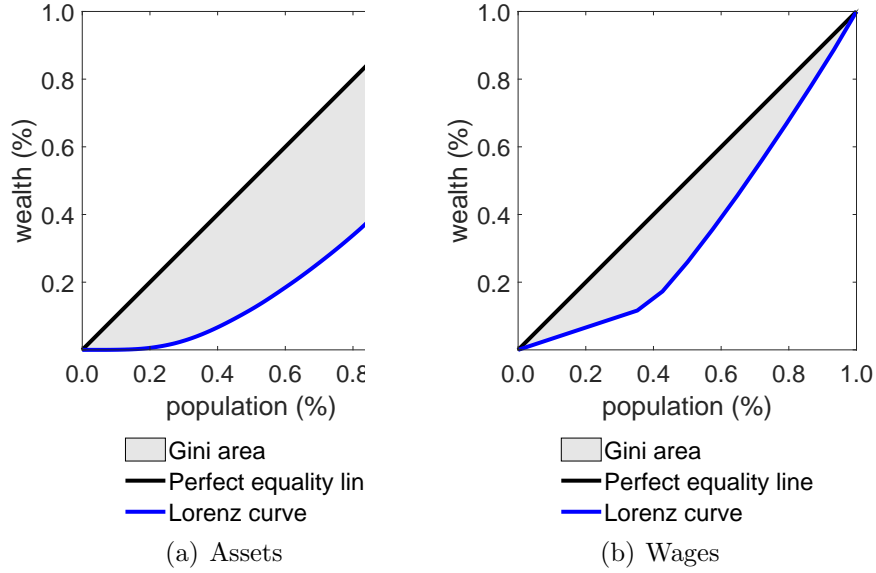 1.0
0.8
0.6
0.4
0.2
wealth (%)
0.0 0.2 0.4 0.6 0.8
population (%)
Gini area
Perfect equality lin
Lorenz curve
(a) Assets
1.0
0.8
0.6
0.4
0.2
wealth (%)
0.0 0.2 0.4 0.6 0.8 1.0
population (%)
Gini area
Perfect equality line
Lorenz curve
(b) Wages